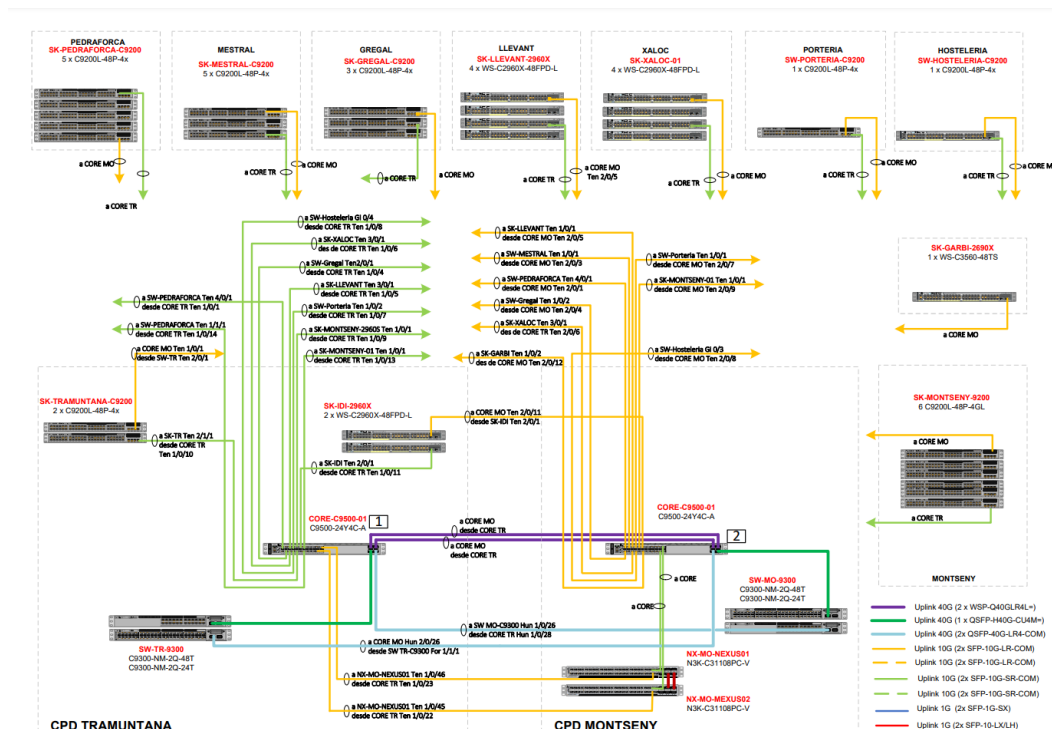 PEDRAFORCA
SK-PEDRAFORCA-C9200
5 x C9200L-48P-4x
MESTRAL
SK-MESTRAL-C9200
5 x C9200L-48P-4x
GREGAL
SK-GREGAL-C9200
3 x C9200L-48P-4x
LLEVANT
SK-LLEVANT-2960X
4 x WS-C2960X-48FPD-L
XALOC
SK-XALOC-01
4 x WS-C2960X-48FPD-L
PORTERIA
SW-PORTERIA-C9200
1 x C9200L-48P-4x
HOSTELERIA
SW-HOSTELERIA-C9200
1 x C9200L-48P-4x
a CORE MO
a CORE TR
a CORE MO
a CORE TR
a CORE TR
a CORE MO
a CORE MO
Ten 2/0/5
a CORE TR
a CORE MO
a CORE TR
a CORE MO
a CORE TR
a CORE MO
a CORE TR
a SW-Hosteleria GI 0/4
desde CORE TR Ten 1/0/8
a SK-XALOC Ten 3/0/1
des de CORE TR Ten 1/0/6
a SW-Gregal Ten2/0/1
desde CORE TR Ten 1/0/4
a SK-LLEVANT Ten 3/0/1
desde CORE TR Ten 1/0/5
a SW-PEDRAFORCA Ten 4/0/1
desde CORE TR Ten 1/0/1
a SW-Porteria Ten 1/0/2
desde CORE TR Ten 1/0/7
a SW-PEDRAFORCA Ten 1/1/1
desde CORE TR Ten 1/0/14
a SK-MONTSENY-2960S Ten 1/0/1
desde CORE TR Ten 1/0/9
a CORE MO Ten 1/0/1
desde SW-TR Ten 2/0/1
a SK-MONTSENY-01 Ten 1/0/1
desde CORE TR Ten 1/0/13
a SK-LLEVANT Ten 1/0/1
desde CORE MO Ten 2/0/5
a SW-MESTRAL Ten 1/0/1
desde CORE MO Ten 2/0/3
a SW-PEDRAFORCA Ten 4/0/1
desde CORE MO Ten 2/0/1
a SW-Gregal Ten 1/0/2
desde CORE MO Ten 2/0/4
a SK-XALOC Ten 3/0/1
desde CORE TR Ten 2/0/6
a SK-GARBI Ten 1/0/2
des de CORE MO Ten 2/0/12
a SW-Porteria Ten 1/0/1
desde CORE MO Ten 2/0/7
a SK-MONTSENY-01 Ten 1/0/1
desde CORE MO Ten 2/0/9
a SW-Hosteleria GI 0/3
desde CORE MO Ten 2/0/8
SK-GARBI-2690X
1 x WS-C3560-48TS
a CORE MO
SK-TRAMUNTANA-C9200
2 x C9200L-48P-4x
a SK-TR Ten 2/1/1
desde CORE TR
Ten 1/0/10
SK-IDI-2960X
2 x WS-C2960X-48FPD-L
a CORE MO Ten 2/0/11
desde SK-IDI Ten 2/0/1
a SK-IDI Ten 2/0/1
desde CORE TR Ten 1/0/11
SK-MONTSENY-9200
6 C9200L-48P-4GL
a CORE MO
a CORE TR
MONTSENY
CORE-C9500-01
C9500-24Y4C-A
1
a CORE MO
desde CORE TR
a CORE MO
desde CORE TR
CORE-C9500-01
C9500-24Y4C-A
2
a CORE
a CORE
SW-MO-9300
C9300-NM-2Q-48T
C9300-NM-2Q-24T
SW-TR-9300
C9300-NM-2Q-48T
C9300-NM-2Q-24T
a SW MO-C9300 Hun 1/0/26
desde CORE TR Hun 1/0/28
a CORE MO Hun 2/0/26
desde SW TR-C9300 For 1/1/1
NX-MO-NEXUS01
N3K-C31108PC-V
a NX-MO-NEXUS01 Ten 1/0/46
desde CORE TR Ten 1/0/23
NX-MO-MEXUS02
N3K-C31108PC-V
a NX-MO-NEXUS01 Ten 1/0/45
desde CORE TR Ten 1/0/22
CPD TRAMUNTANA
CPD MONTSENY
Uplink 40G (2 x WSP-Q40GLR4L=)
Uplink 40G (1 x QSFP-H40G-CU4M=)
Uplink 40G (2x QSFP-40G-LR4-COM)
Uplink 10G (2x SFP-10G-LR-COM)
Uplink 10G (2x SFP-10G-LR-COM)
Uplink 10G (2x SFP-10G-SR-COM)
Uplink 10G (2x SFP-10G-SR-COM)
Uplink 1G (2x SFP-1G-SX)
Uplink 1G (2x SFP-10-LX/LH)